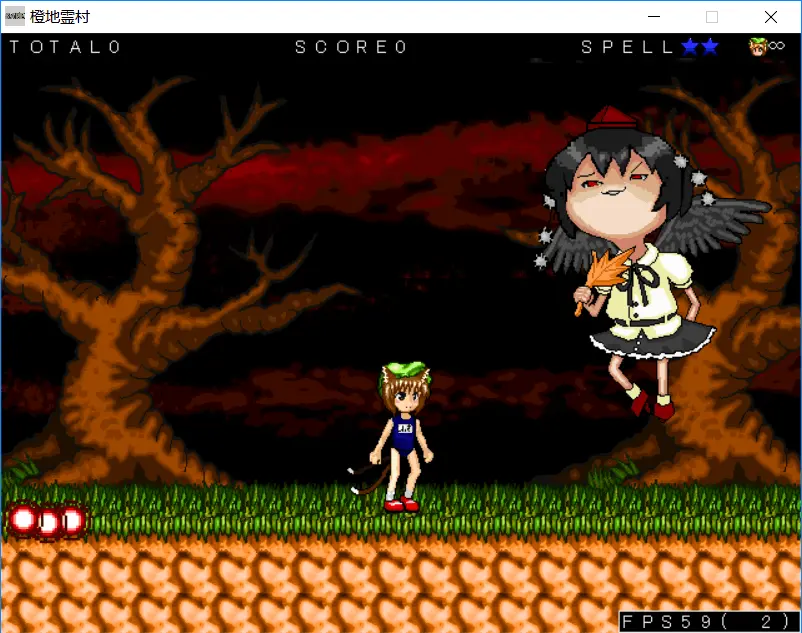 橙地霊村
TOTAL0 SCORE0 SPELL★★ ∞
FPS59( 2)